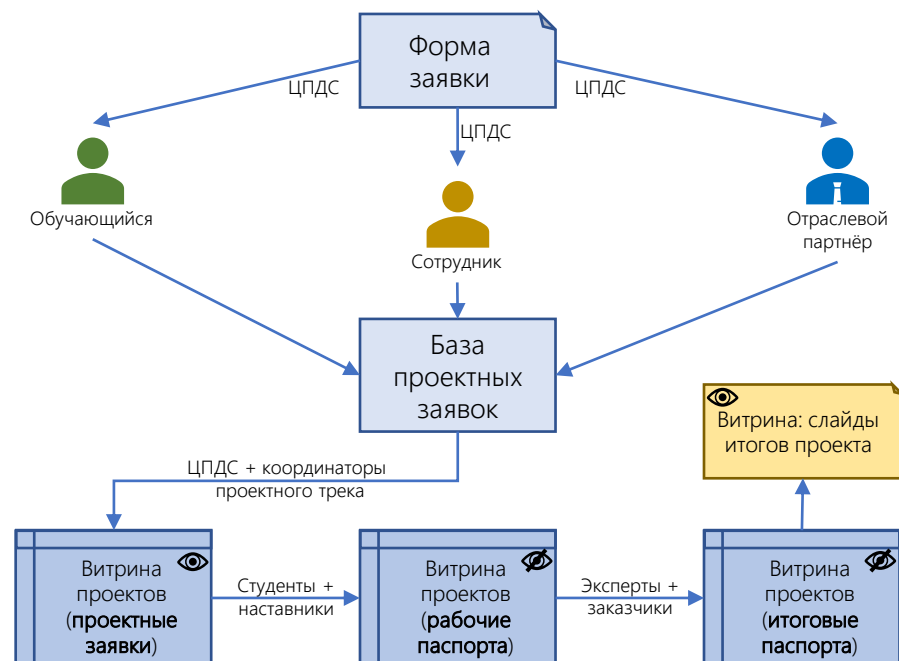 Форма
заявки
ЦПДС
ЦПДС
ЦПДС
Обучающийся
Сотрудник
Отраслевой
партнёр
База
проектных
заявок
Витрина: слайды
итогов проекта
ЦПДС + координаторы
проектного трека
Витрина
проектов
(проектные
заявки)
Студенты +
наставники
Витрина
проектов
(рабочие
паспорта)
Эксперты +
заказчики
Витрина
проектов
(итоговые
паспорта)